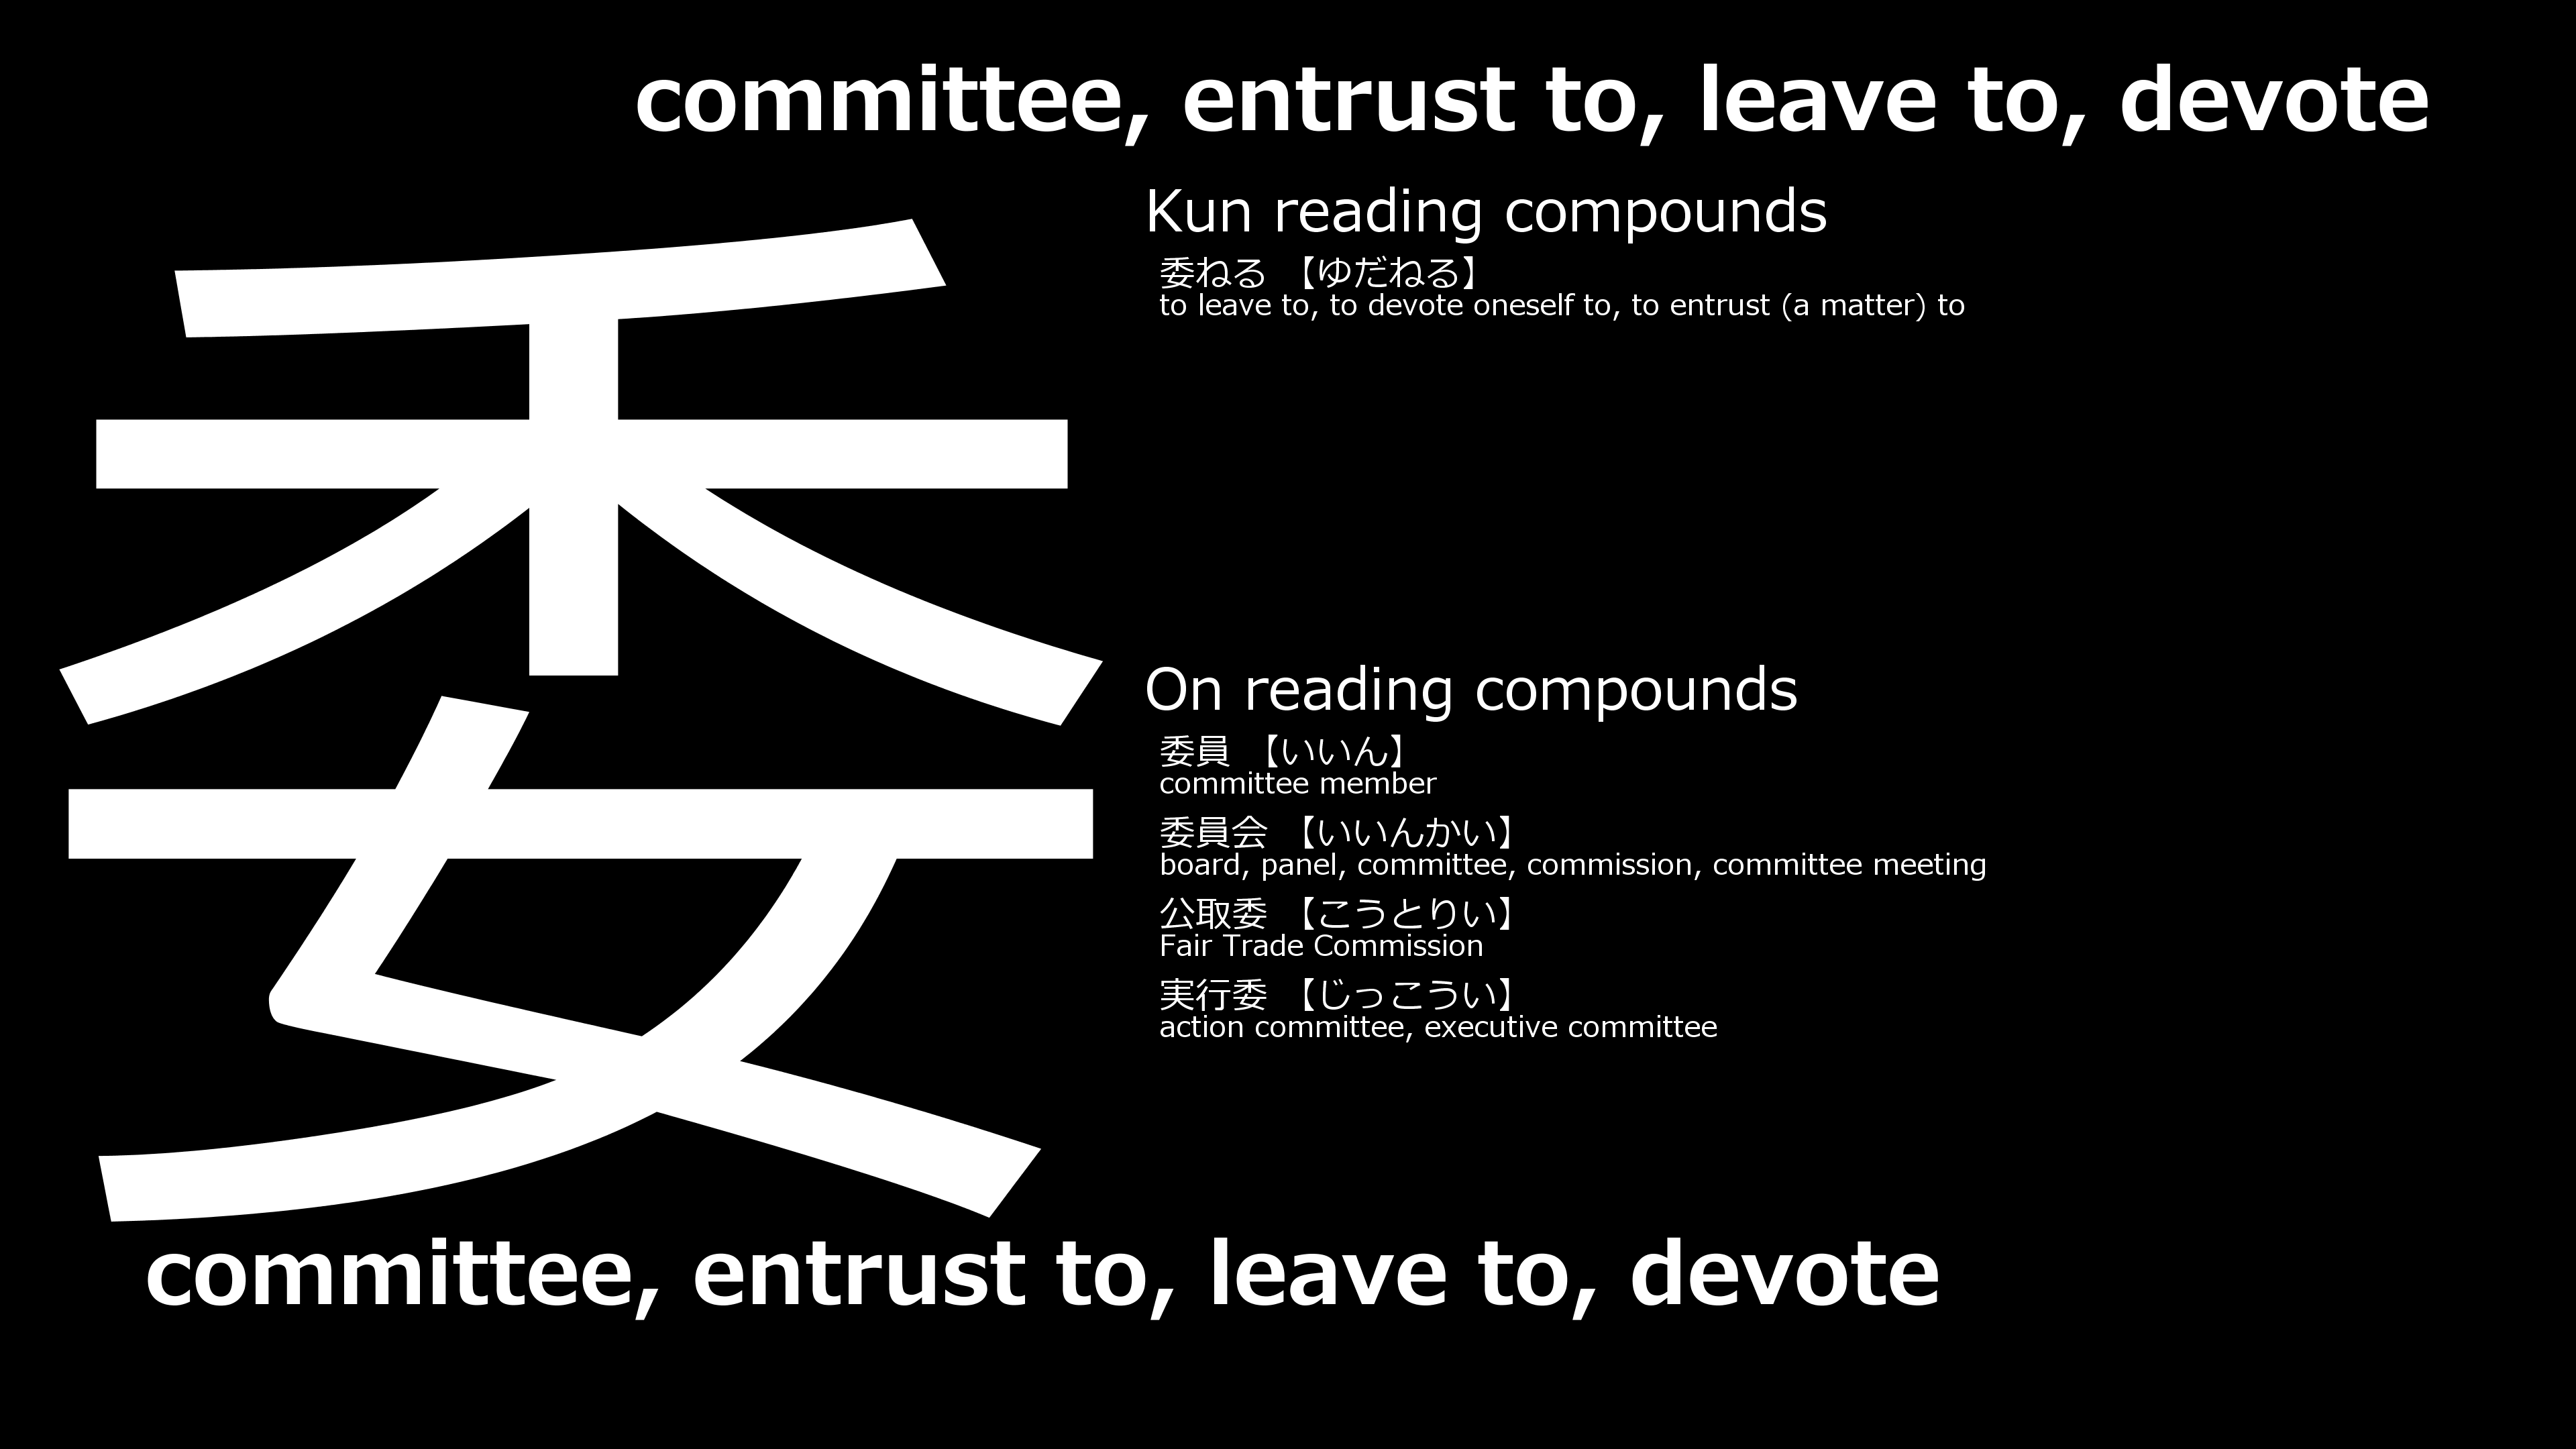 committee, entrust to, leave to, devote
委
Kun reading compounds
委ねる 【ゆだねる】
to leave to, to devote oneself to, to entrust (a matter) to
On reading compounds
委員 【いいん】
committee member
委員会 【いいんかい】
board, panel, committee, commission, committee meeting
公取委 【こうとりい】
Fair Trade Commission
実行委 【じっこうい】
action committee, executive committee
committee, entrust to, leave to, devote